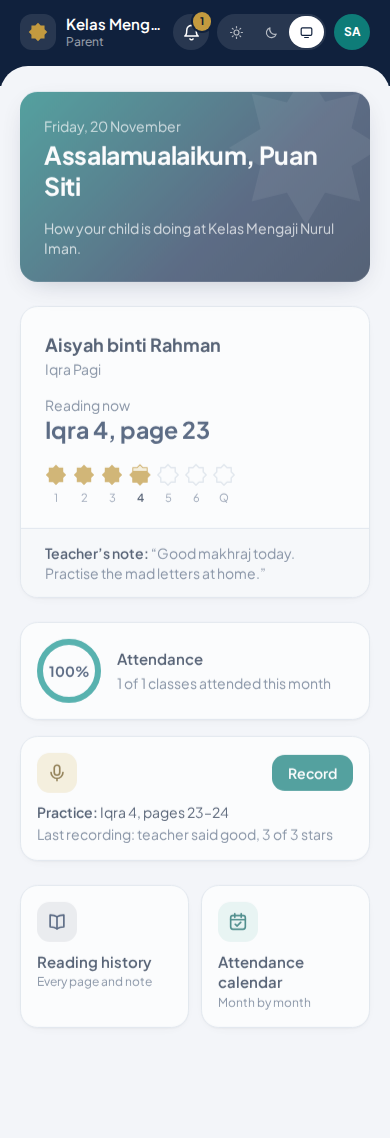 Kelas Meng...
Parent
1
SA
Friday, 20 November
Assalamualaikum, Puan
Siti
How your child is doing at Kelas Mengaji Nurul
Iman.
Aisyah binti Rahman
Iqra Pagi
Reading now
Iqra 4, page 23
1 2 3 4 5 6 Q
Teacher's note: “Good makhraj today.
Practise the mad letters at home.”
100%
Attendance
1 of 1 classes attended this month
Record
Practice: Iqra 4, pages 23–24
Last recording: teacher said good, 3 of 3 stars
Reading history
Every page and note
Attendance
calendar
Month by month